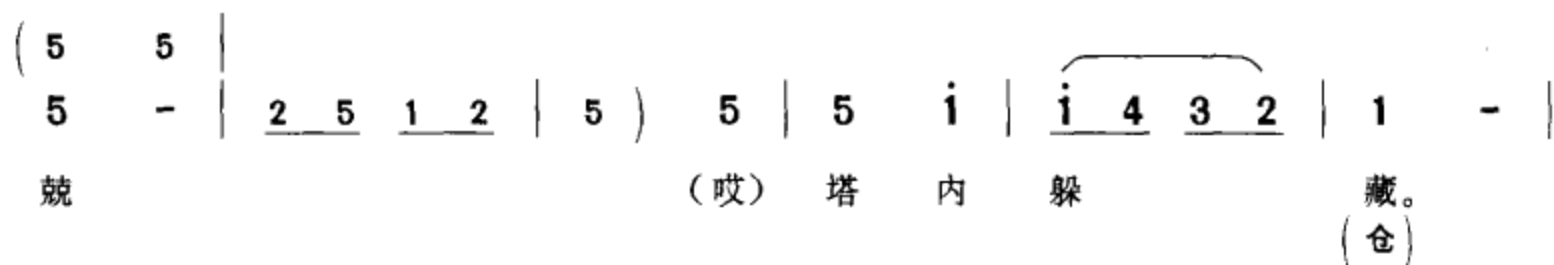 ( 5 5 |
5 - | 2 5 1 2 | 5 ) 5 | 5 i̇ | i̇ 4 3 2 | 1 - |
兢 （哎） 塔 内 躲 藏。
( 仓 )